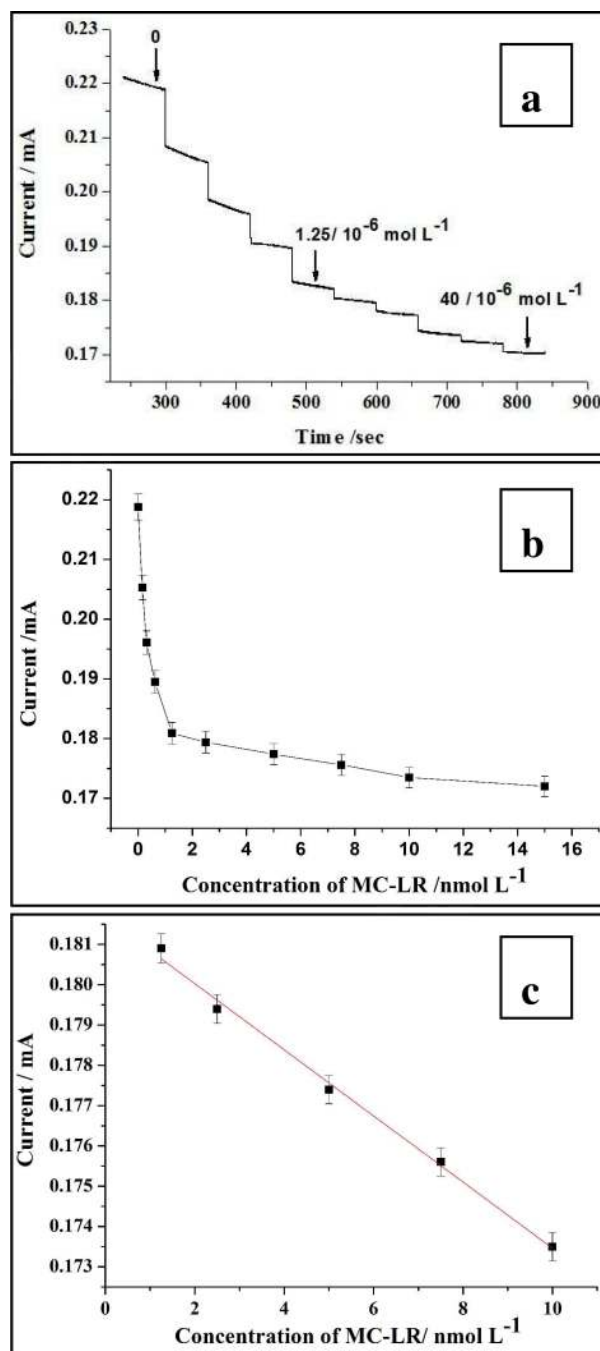 0
a
0.23
0.22
0.21
0.20
0.19
0.18
0.17
1.25/ 10⁻⁶ mol L⁻¹
40 / 10⁻⁶ mol L⁻¹
Current / mA
300 400 500 600 700 800 900
Time /sec
b
0.22
0.21
0.20
0.19
0.18
0.17
Current /mA
0 2 4 6 8 10 12 14 16
Concentration of MC-LR /nmol L⁻¹
c
0.181
0.180
0.179
0.178
0.177
0.176
0.175
0.174
0.173
Current / mA
0 2 4 6 8 10
Concentration of MC-LR/ nmol L⁻¹